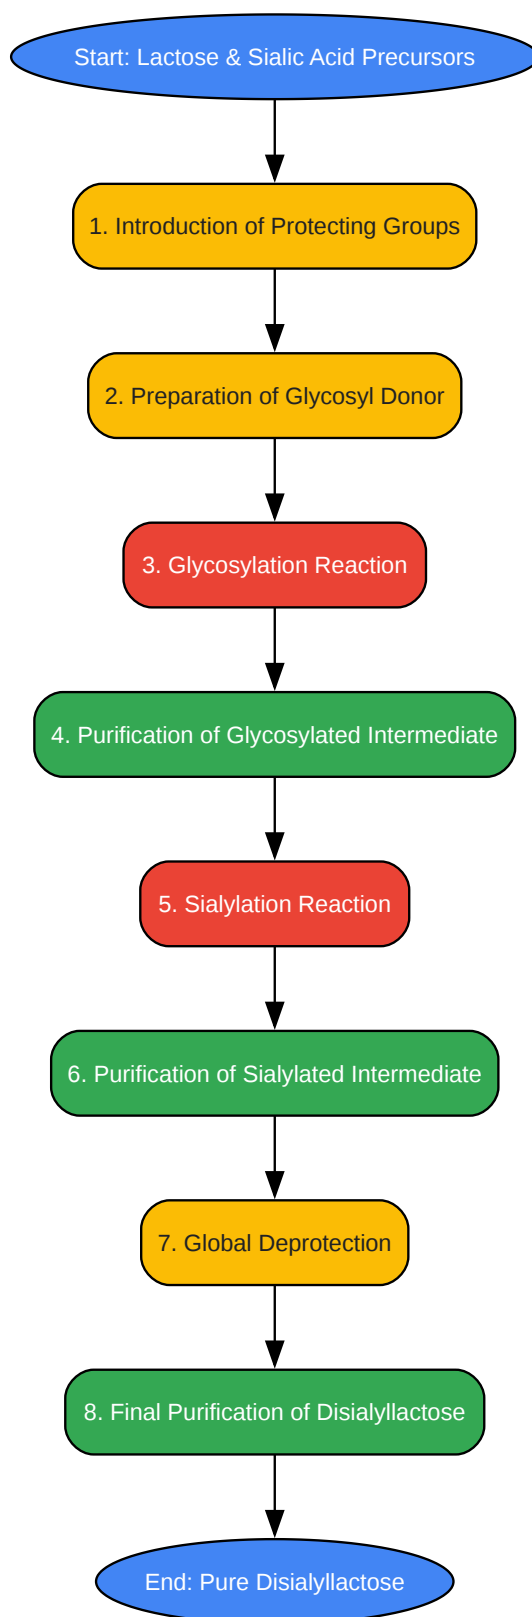 Start: Lactose & Sialic Acid Precursors
1. Introduction of Protecting Groups
2. Preparation of Glycosyl Donor
3. Glycosylation Reaction
4. Purification of Glycosylated Intermediate
5. Sialylation Reaction
6. Purification of Sialylated Intermediate
7. Global Deprotection
8. Final Purification of Disialyllactose
End: Pure Disialyllactose